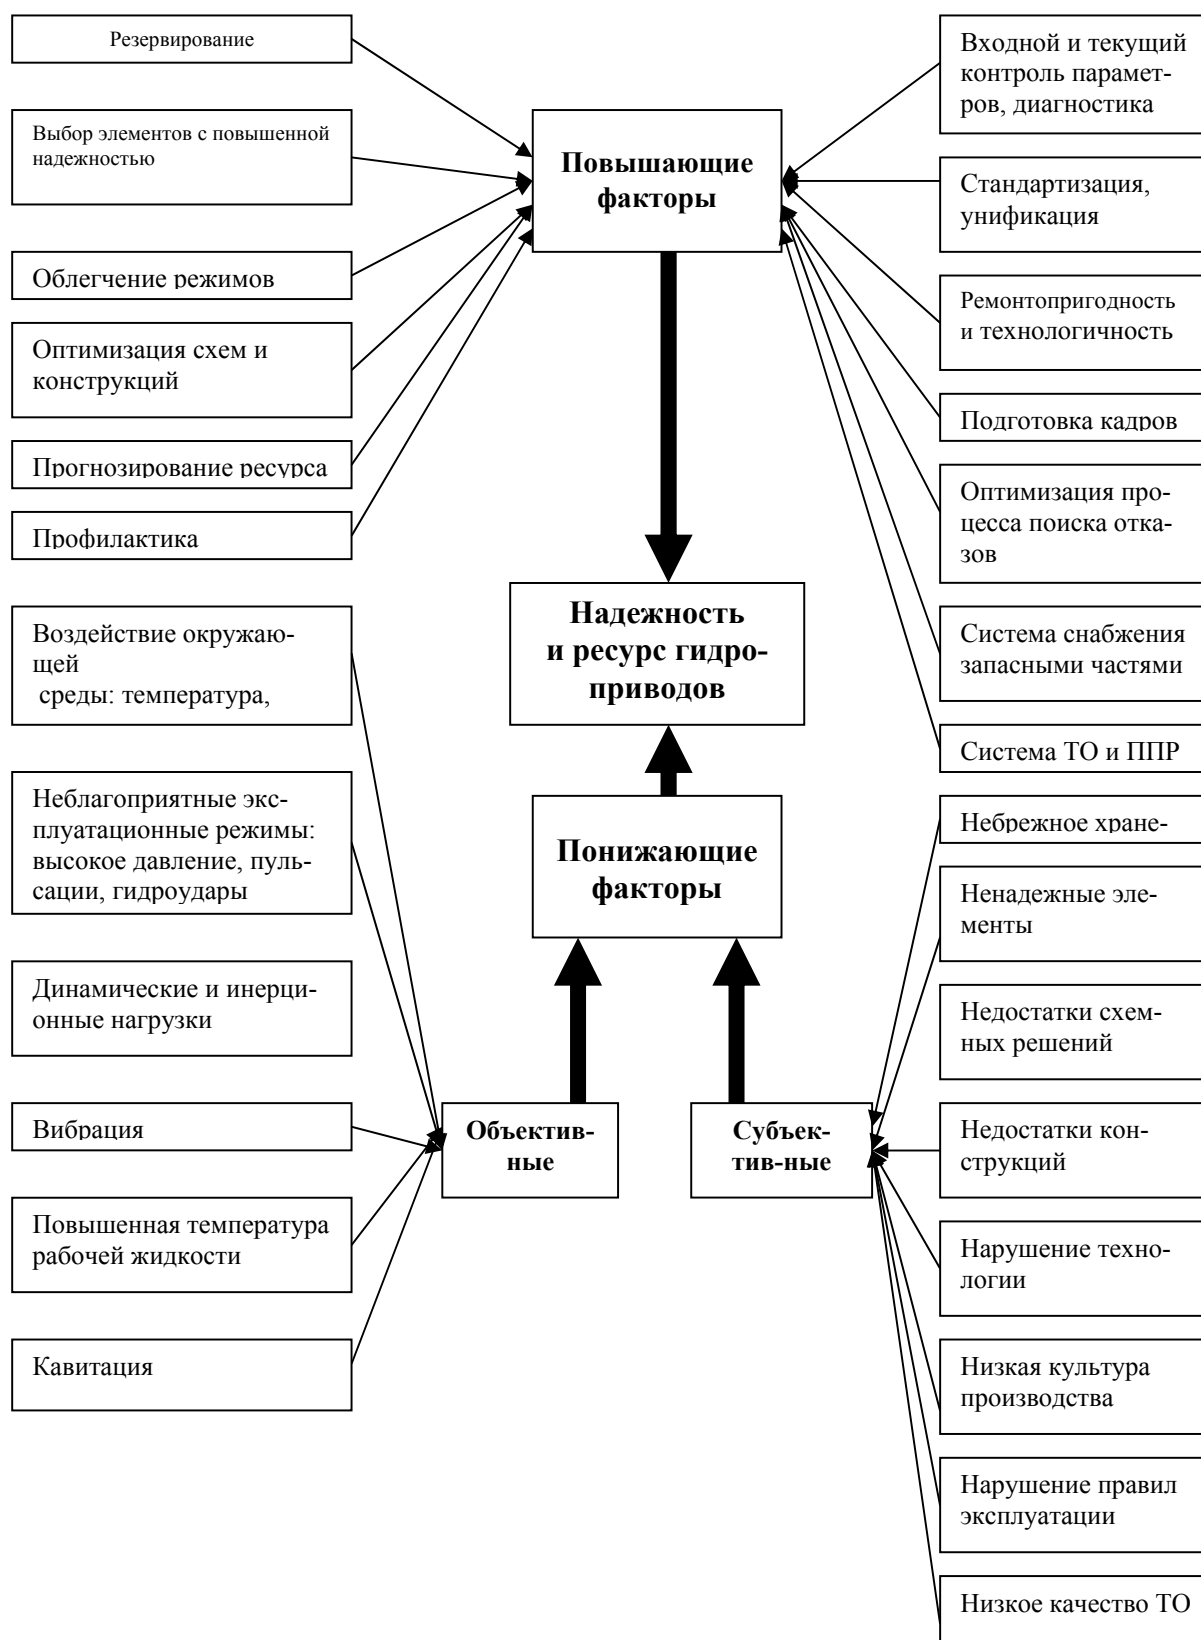 Резервирование
Выбор элементов с повышенной
надежностью
Облегчение режимов
Оптимизация схем и
конструкций
Прогнозирование ресурса
Профилактика
Воздействие окружаю-
щей
среды: температура,
Неблагоприятные экс-
плуатационные режимы:
высокое давление, пуль-
сации, гидроудары
Динамические и инерци-
онные нагрузки
Вибрация
Повышенная температура
рабочей жидкости
Кавитация
Повышающие
факторы
Надежность
и ресурс гидро-
приводов
Понижающие
факторы
Объектив-
ные
Субъек-
тив-ные
Входной и текущий
контроль парамет-
ров, диагностика
Стандартизация,
унификация
Ремонтопригодность
и технологичность
Подготовка кадров
Оптимизация про-
цесса поиска отка-
зов
Система снабжения
запасными частями
Система ТО и ППР
Небрежное хране-
Ненадежные эле-
менты
Недостатки схем-
ных решений
Недостатки кон-
струкций
Нарушение техно-
логии
Низкая культура
производства
Нарушение правил
эксплуатации
Низкое качество ТО